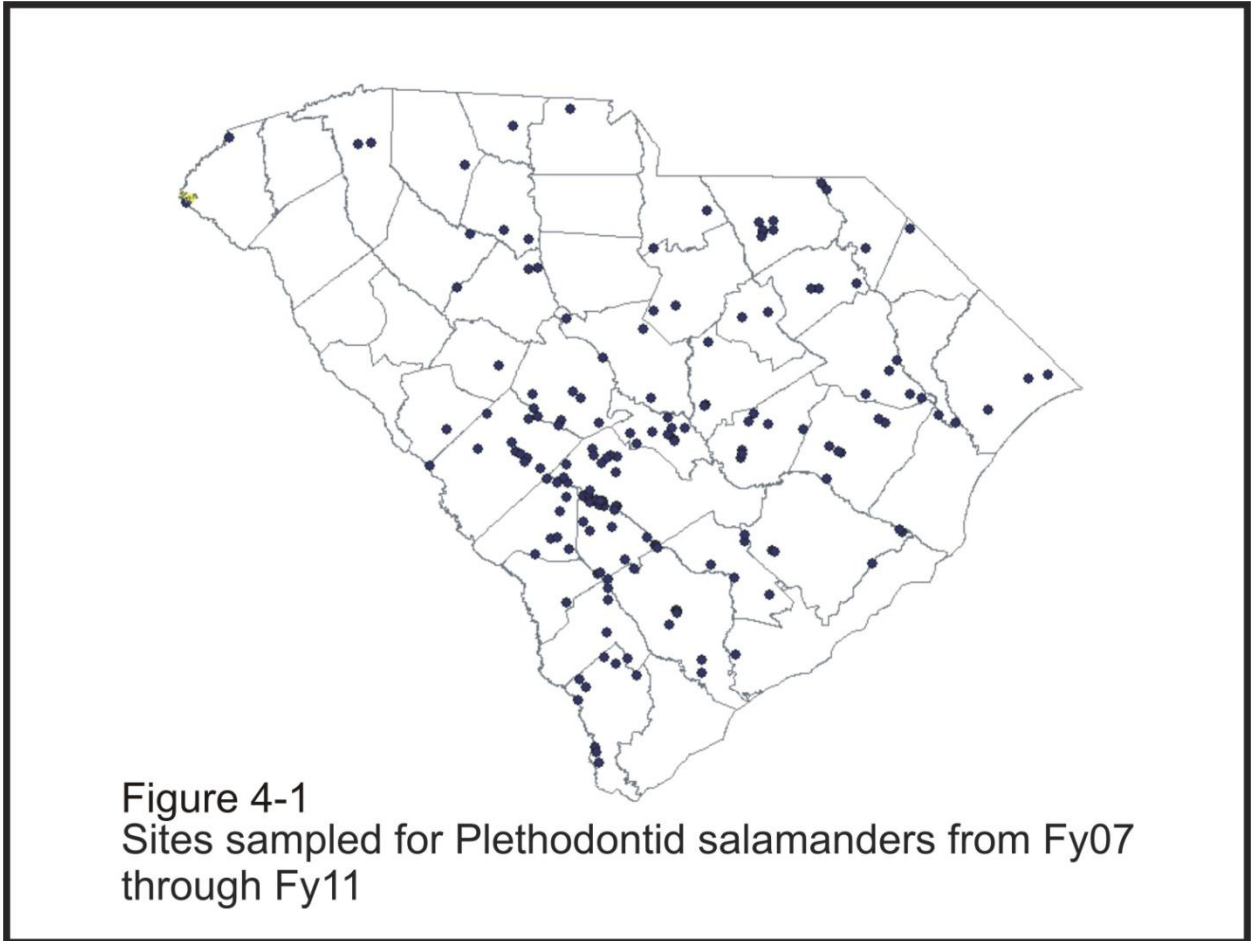 Figure 4-1
Sites sampled for Plethodontid salamanders from Fy07
through Fy11